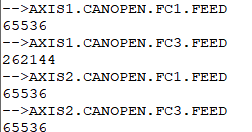 -->AXIS1.CANOPEN.FC1.FEED
65536
-->AXIS1.CANOPEN.FC3.FEED
262144
-->AXIS2.CANOPEN.FC1.FEED
65536
-->AXIS2.CANOPEN.FC3.FEED
65536